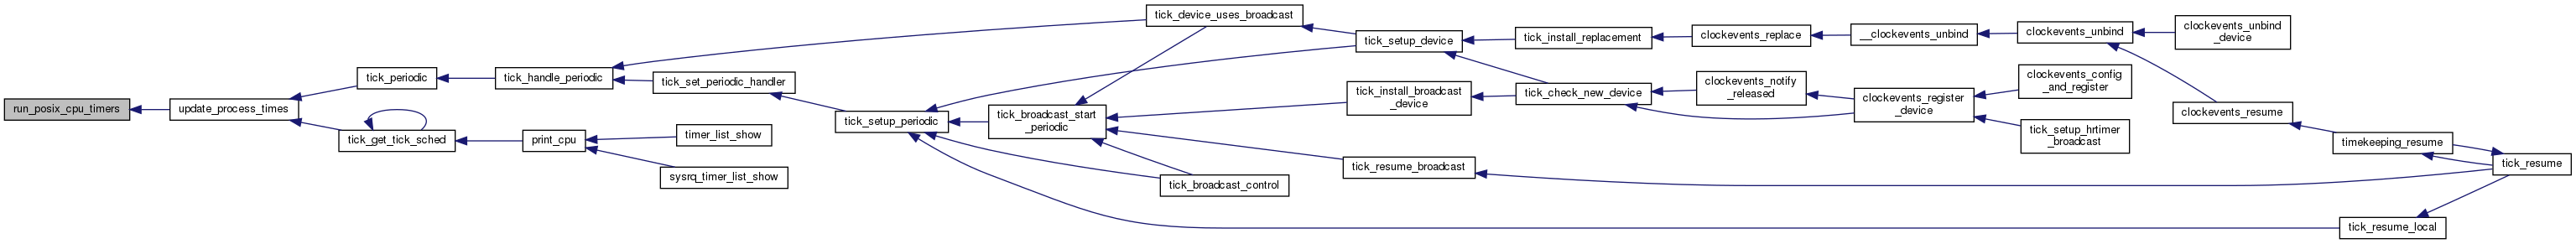 run_posix_cpu_timers
update_process_times
tick_periodic
tick_get_tick_sched
tick_handle_periodic
print_cpu
tick_set_periodic_handler
timer_list_show
sysrq_timer_list_show
tick_setup_periodic
tick_device_uses_broadcast
tick_broadcast_start
_periodic
tick_broadcast_control
tick_setup_device
tick_install_broadcast
_device
tick_resume_broadcast
tick_install_replacement
tick_check_new_device
clockevents_replace
clockevents_notify
_released
__clockevents_unbind
clockevents_register
_device
clockevents_unbind
clockevents_config
_and_register
tick_setup_hrtimer
_broadcast
clockevents_unbind
_device
clockevents_resume
timekeeping_resume
tick_resume_local
tick_resume